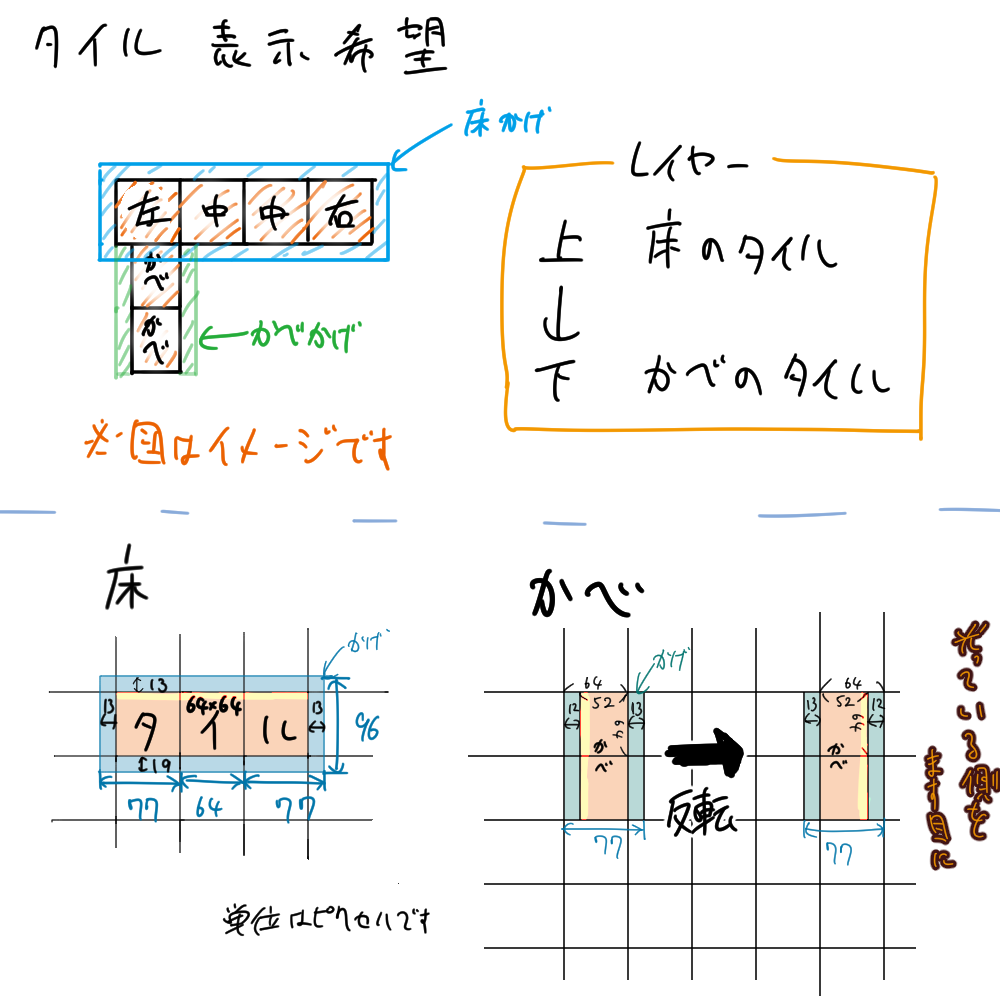 タイル 表示希望
床かげ
左 中 中 右
かべ
かべ
かべかげ
※図はイメージです
レイヤー
上 床のタイル
↓
下 かべのタイル
床
かげ
13
64×64
13 タイル 13
96
19
77 64 77
単位はピクセルです
かべ
かげ
64
52
12 13
64
かべ
77
反転
64
52
13 12
64
かべ
77
光っている側を
ます目に